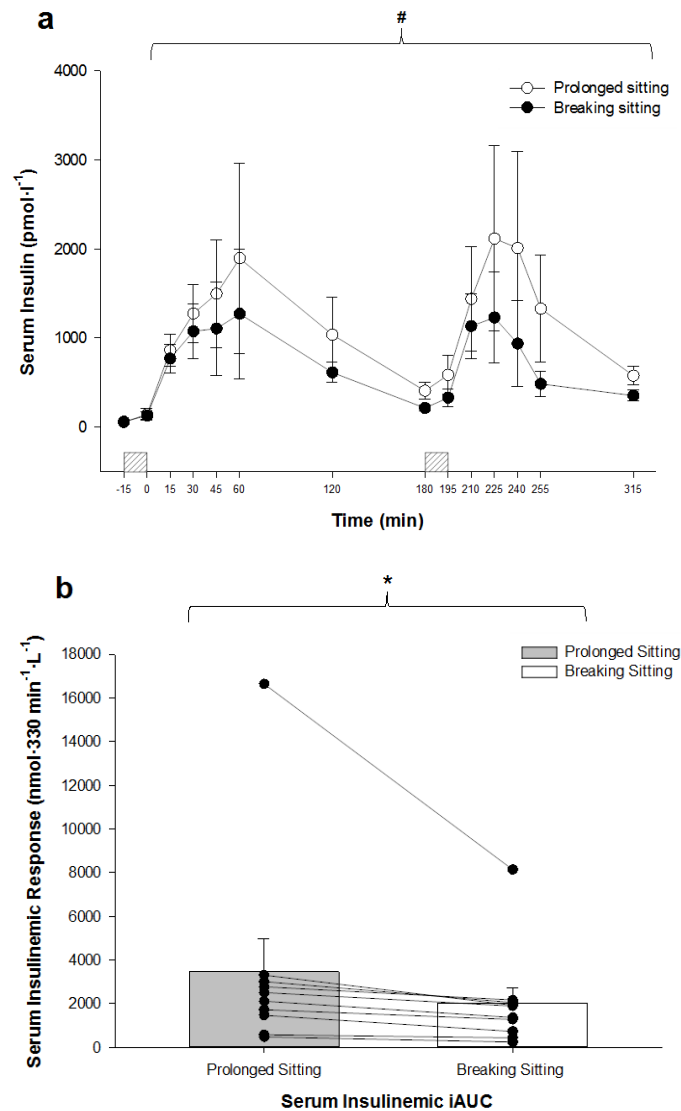 a
#
4000
3000
2000
1000
0
Serum Insulin (pmol·l⁻¹)
Prolonged sitting
Breaking sitting
-15 0 15 30 45 60 120 180 195 210 225 240 255 315
Time (min)
b
*
18000
16000
14000
12000
10000
8000
6000
4000
2000
0
Serum Insulinemic Response (nmol·330 min⁻¹·L⁻¹)
Prolonged Sitting
Breaking Sitting
Prolonged Sitting Breaking Sitting
Serum Insulinemic iAUC